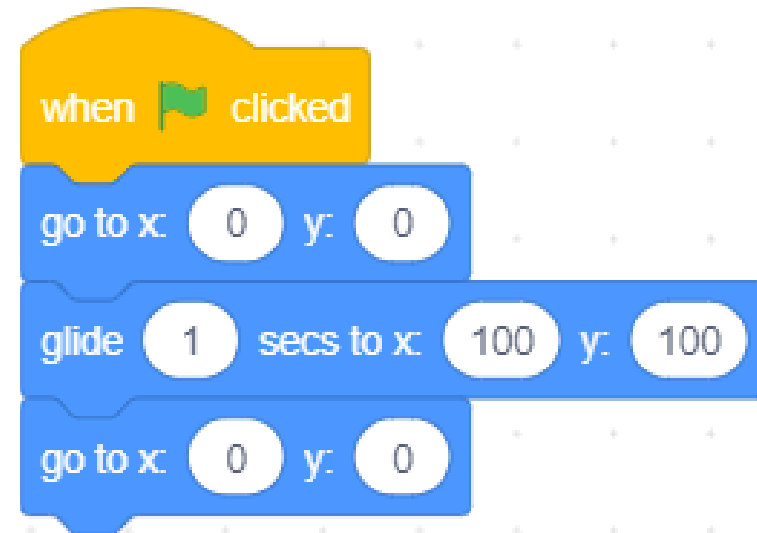 when clicked
go to x: 0 y: 0
glide 1 secs to x: 100 y: 100
go to x: 0 y: 0